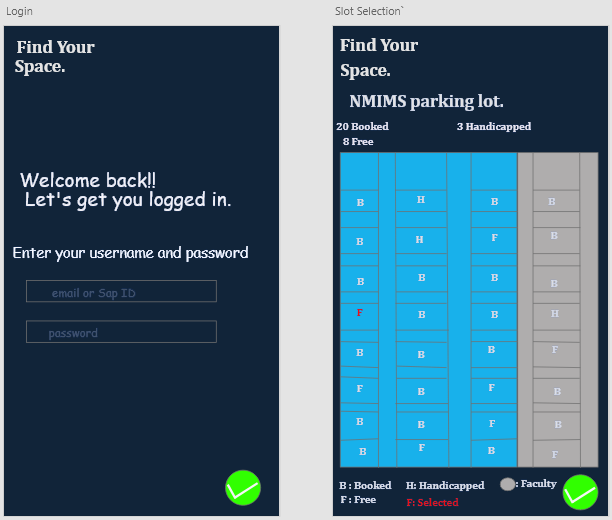 Login
Find Your
Space.
Welcome back!!
Let's get you logged in.
Enter your username and password
email or Sap ID
password
Slot Selection`
Find Your
Space.
NMIMS parking lot.
20 Booked 3 Handicapped
8 Free
B H B B
B H F B
B B B B
F B B H
B B B F
F B F B
B B F B
B F B F
B : Booked H: Handicapped : Faculty
F : Free F: Selected